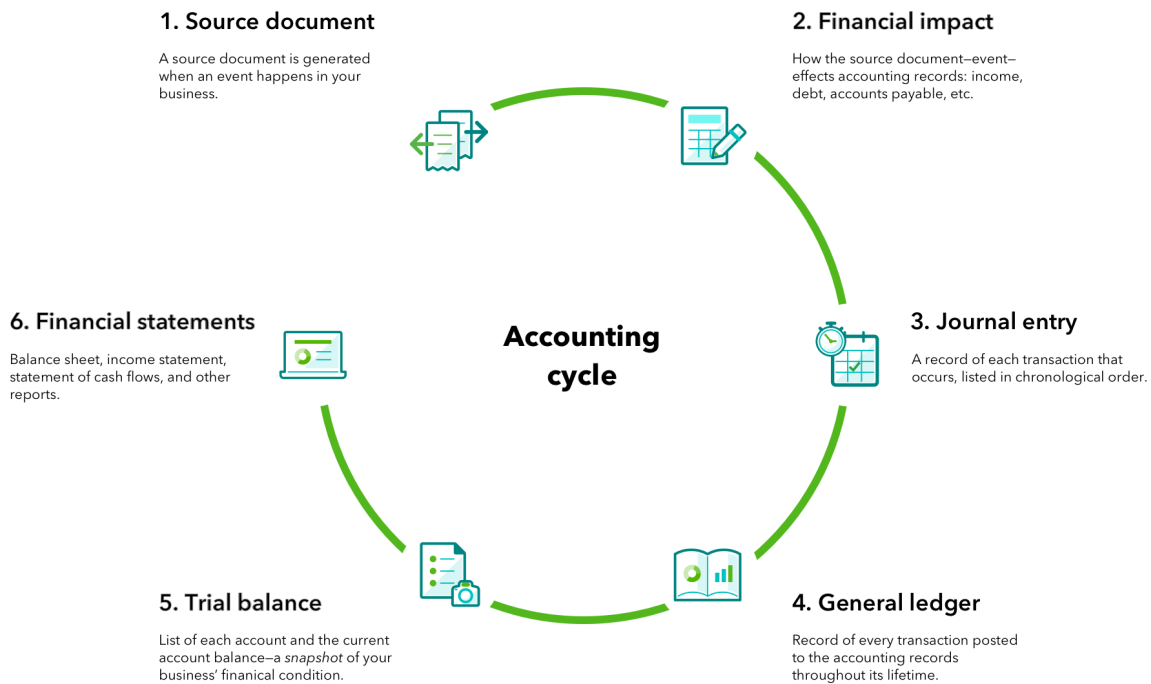 1. Source document
A source document is generated
when an event happens in your
business.
2. Financial impact
How the source document—event—
effects accounting records: income,
debt, accounts payable, etc.
6. Financial statements
Balance sheet, income statement,
statement of cash flows, and other
reports.
Accounting
cycle
3. Journal entry
A record of each transaction that
occurs, listed in chronological order.
5. Trial balance
List of each account and the current
account balance—a snapshot of your
business’ finanical condition.
4. General ledger
Record of every transaction posted
to the accounting records
throughout its lifetime.